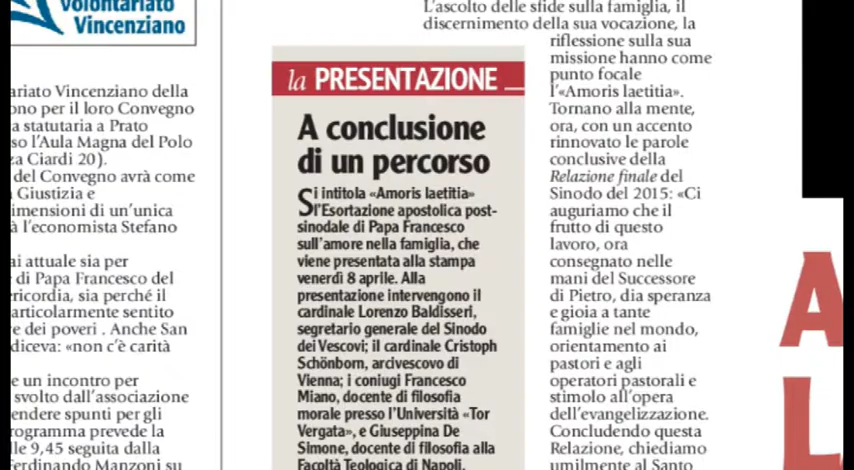 volontariato
Vincenziano
ariato Vincenziano della
ono per il loro Convegno
a statutaria a Prato
so l'Aula Magna del Polo
za Ciardi 20).
del Convegno avrà come
Giustizia e
imensioni di un'unica
à l'economista Stefano
ai attuale sia per
di Papa Francesco del
ericordia, sia perché il
articolarmente sentito
e dei poveri . Anche San
diceva: «non c'è carità
e un incontro per
svolto dall'associazione
endere spunti per gli
rogramma prevede la
lle 9,45 seguita dalla
Ferdinando Manzoni su
la PRESENTAZIONE
A conclusione
di un percorso
Si intitola «Amoris laetitia»
l'Esortazione apostolica post-
sinodale di Papa Francesco
sull'amore nella famiglia, che
viene presentata alla stampa
venerdì 8 aprile. Alla
presentazione intervengono il
cardinale Lorenzo Baldisseri,
segretario generale del Sinodo
dei Vescovi; il cardinale Cristoph
Schönborn, arcivescovo di
Vienna; i coniugi Francesco
Miano, docente di filosofia
morale presso l'Università «Tor
Vergata», e Giuseppina De
Simone, docente di filosofia alla
Facoltà Teologica di Napoli.
L'ascolto delle sfide sulla famiglia, il
discernimento della sua vocazione, la
riflessione sulla sua
missione hanno come
punto focale
l'«Amoris laetitia».
Tornano alla mente,
ora, con un accento
rinnovato le parole
conclusive della
Relazione finale del
Sinodo del 2015: «Ci
auguriamo che il
frutto di questo
lavoro, ora
consegnato nelle
mani del Successore
di Pietro, dia speranza
e gioia a tante
famiglie nel mondo,
orientamento ai
pastori e agli
operatori pastorali e
stimolo all'opera
dell'evangelizzazione.
Concludendo questa
Relazione, chiediamo
umilmente al Santo
A
L